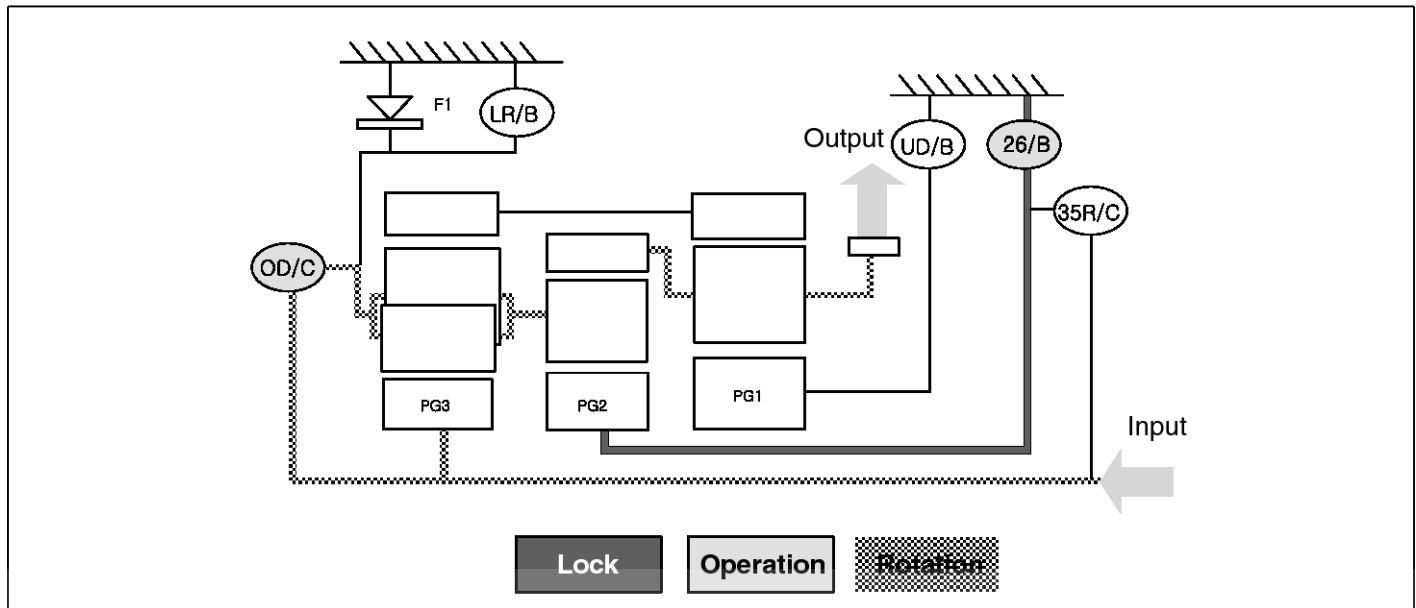 F1
LR/B
Output
UD/B
26/B
35R/C
OD/C
PG3
PG2
PG1
Input
Lock
Operation
Rotation